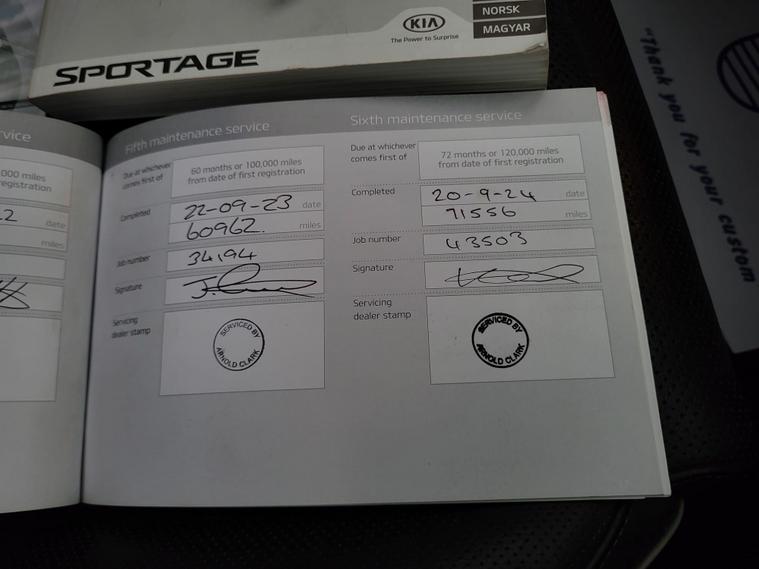 NORSK
MAGYAR
KIA
The Power to Surprise
SPORTAGE
"Thank you for your custom
Fifth maintenance service
Due at whichever comes first of
60 months or 100,000 miles
from date of first registration
Completed
22-09-23 date
60962. miles
Job number
34194
Signature
Servicing
dealer stamp
SERVICED BY
ARNOLD CLARK
Sixth maintenance service
Due at whichever
comes first of
72 months or 120,000 miles
from date of first registration
Completed
20-9-24 date
71556 miles
Job number
43503
Signature
Servicing
dealer stamp
SERVICED BY
ARNOLD CLARK
date
miles